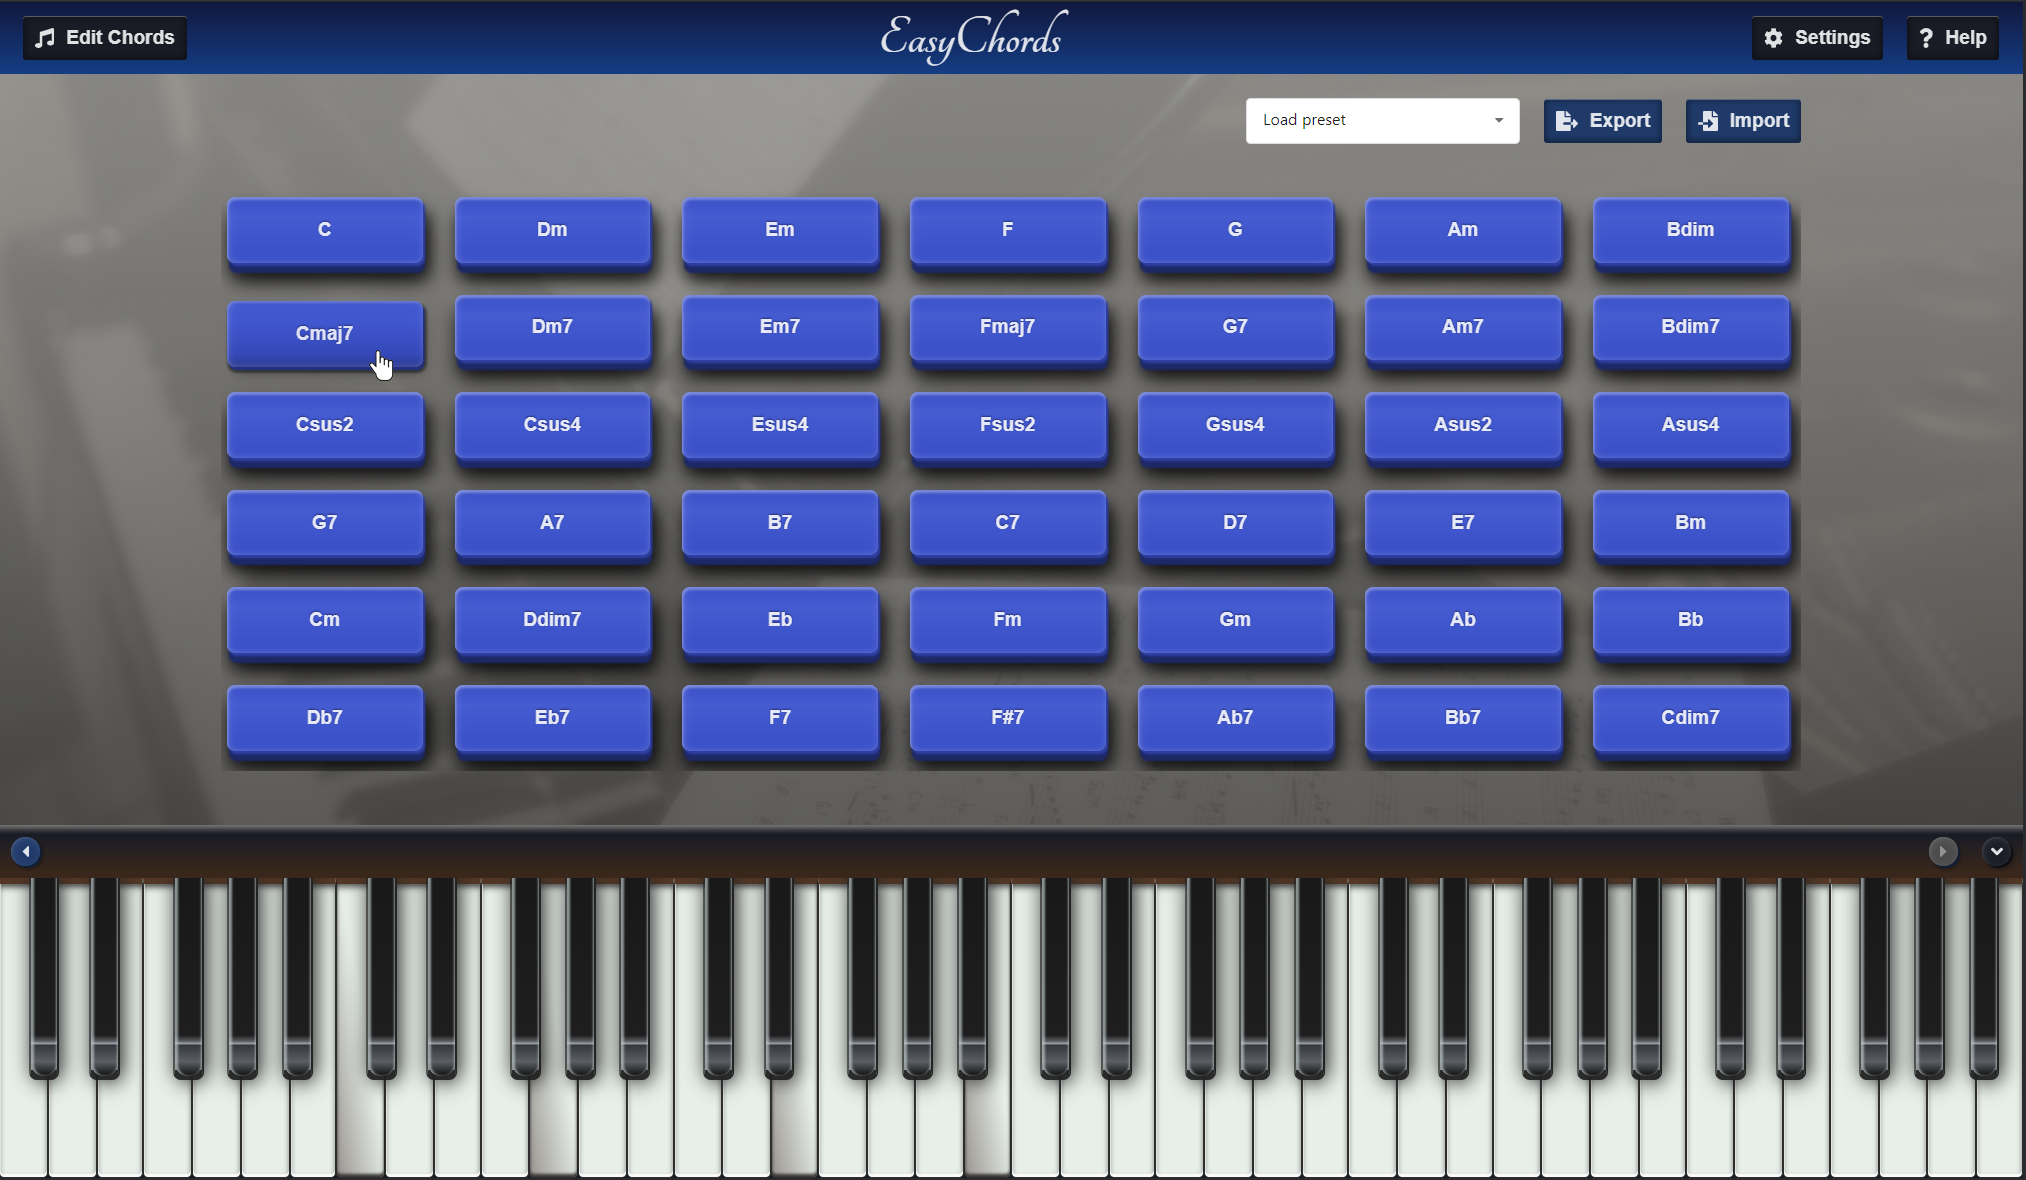 Edit Chords
EasyChords
Settings
Help
Load preset
Export
Import
C
Dm
Em
F
G
Am
Bdim
Cmaj7
Dm7
Em7
Fmaj7
G7
Am7
Bdim7
Csus2
Csus4
Esus4
Fsus2
Gsus4
Asus2
Asus4
G7
A7
B7
C7
D7
E7
Bm
Cm
Ddim7
Eb
Fm
Gm
Ab
Bb
Db7
Eb7
F7
F#7
Ab7
Bb7
Cdim7